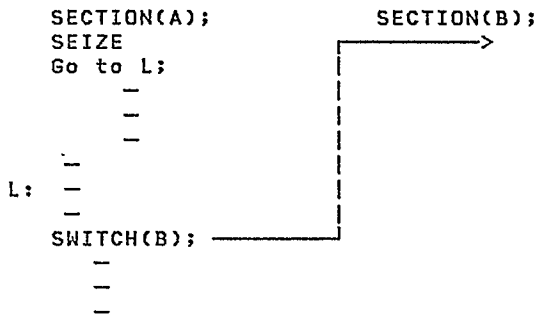 SECTION(A); SECTION(B);
SEIZE
Go to L;
L:
SWITCH(B);